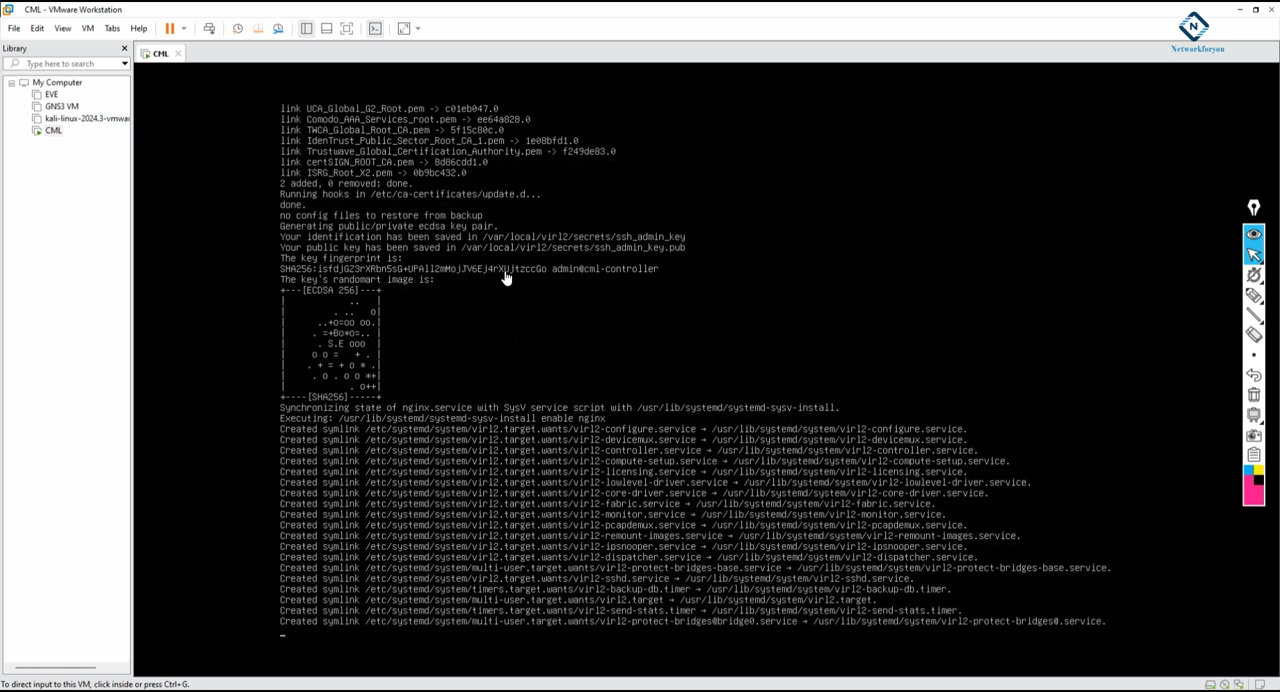 CML - VMware Workstation
File Edit View VM Tabs Help
N
Networkforyou
Library
Type here to search
CML
My Computer
EVE
GNS3 VM
kali-linux-2024.3-vmwa
CML
link UCA_Global_G2_Root.pem -> c01eb047.0
link Comodo_AAA_Services_root.pem -> ee64a828.0
link TWCA_Global_Root_CA.pem -> 5f15c80c.0
link IdenTrust_Public_Sector_Root_CA_1.pem -> 1e08bfd1.0
link Trustwave_Global_Certification_Authority.pem -> f249de83.0
link certSIGN_ROOT_CA.pem -> 8d86cdd1.0
link ISRG_Root_X2.pem -> 0b9bc432.0
2 added, 0 removed; done.
Running hooks in /etc/ca-certificates/update.d...
done.
no config files to restore from backup
Generating public/private ecdsa key pair.
Your identification has been saved in /var/local/virl2/secrets/ssh_admin_key
Your public key has been saved in /var/local/virl2/secrets/ssh_admin_key.pub
The key fingerprint is:
admin@cml-controller
The key's randomart image is:
+---[ECDSA 256]---+
|             ..  |
|          . ..  o|
|      ..+o=oo oo.|
|     . =+Bo*o=.. |
|      . S.E ooo  |
|     o o =   + . |
|     . + = + o * .|
|     . o . o o *+|
|            . o++|
+----[SHA256]-----+
Synchronizing state of nginx.service with SysV service script with /usr/lib/systemd/systemd-sysv-install.
Executing: /usr/lib/systemd/systemd-sysv-install enable nginx
Created symlink /etc/systemd/system/virl2.target.wants/virl2-configure.service → /usr/lib/systemd/system/virl2-configure.service.
Created symlink /etc/systemd/system/virl2.target.wants/virl2-devicemux.service → /usr/lib/systemd/system/virl2-devicemux.service.
Created symlink /etc/systemd/system/virl2.target.wants/virl2-controller.service → /usr/lib/systemd/system/virl2-controller.service.
Created symlink /etc/systemd/system/virl2.target.wants/virl2-compute-setup.service → /usr/lib/systemd/system/virl2-compute-setup.service.
Created symlink /etc/systemd/system/virl2.target.wants/virl2-licensing.service → /usr/lib/systemd/system/virl2-licensing.service.
Created symlink /etc/systemd/system/virl2.target.wants/virl2-lowlevel-driver.service → /usr/lib/systemd/system/virl2-lowlevel-driver.service.
Created symlink /etc/systemd/system/virl2.target.wants/virl2-core-driver.service → /usr/lib/systemd/system/virl2-core-driver.service.
Created symlink /etc/systemd/system/virl2.target.wants/virl2-fabric.service → /usr/lib/systemd/system/virl2-fabric.service.
Created symlink /etc/systemd/system/virl2.target.wants/virl2-monitor.service → /usr/lib/systemd/system/virl2-monitor.service.
Created symlink /etc/systemd/system/virl2.target.wants/virl2-pcapdemux.service → /usr/lib/systemd/system/virl2-pcapdemux.service.
Created symlink /etc/systemd/system/virl2.target.wants/virl2-remount-images.service → /usr/lib/systemd/system/virl2-remount-images.service.
Created symlink /etc/systemd/system/virl2.target.wants/virl2-ipsnooper.service → /usr/lib/systemd/system/virl2-ipsnooper.service.
Created symlink /etc/systemd/system/virl2.target.wants/virl2-dispatcher.service → /usr/lib/systemd/system/virl2-dispatcher.service.
Created symlink /etc/systemd/system/multi-user.target.wants/virl2-protect-bridges-base.service → /usr/lib/systemd/system/virl2-protect-bridges-base.service.
Created symlink /etc/systemd/system/virl2.target.wants/virl2-sshd.service → /usr/lib/systemd/system/virl2-sshd.service.
Created symlink /etc/systemd/system/timers.target.wants/virl2-backup-db.timer → /usr/lib/systemd/system/virl2-backup-db.timer.
Created symlink /etc/systemd/system/multi-user.target.wants/virl2.target → /usr/lib/systemd/system/virl2.target.
Created symlink /etc/systemd/system/timers.target.wants/virl2-send-stats.timer → /usr/lib/systemd/system/virl2-send-stats.timer.
Created symlink /etc/systemd/system/multi-user.target.wants/virl2-protect-bridges@bridge0.service → /usr/lib/systemd/system/virl2-protect-bridges@.service.
To direct input to this VM, click inside or press Ctrl+G.